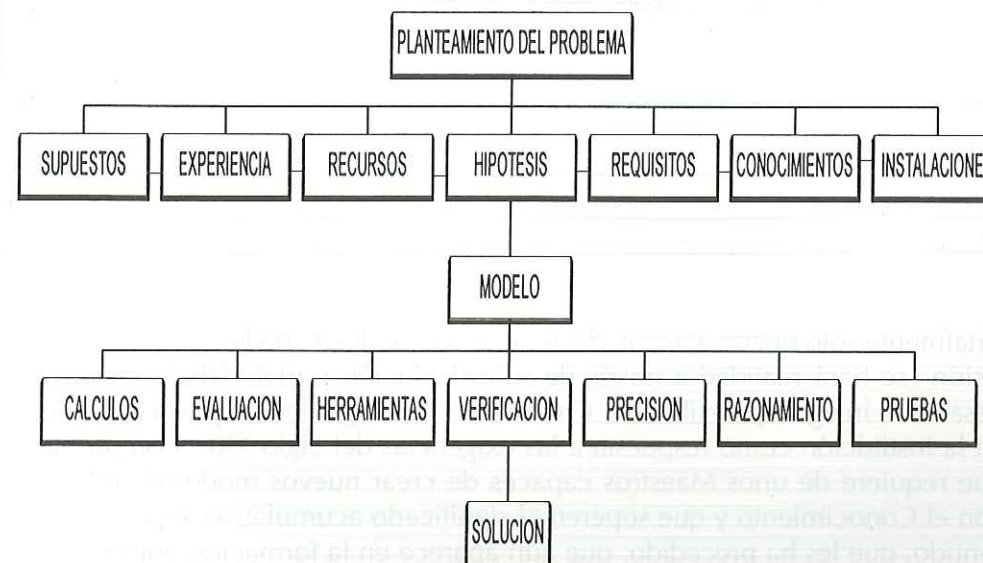 PLANTEAMIENTO DEL PROBLEMA
SUPUESTOS EXPERIENCIA RECURSOS HIPOTESIS REQUISITOS CONOCIMIENTOS INSTALACIONE
MODELO
CALCULOS EVALUACION HERRAMIENTAS VERIFICACION PRECISION RAZONAMIENTO PRUEBAS
SOLUCION